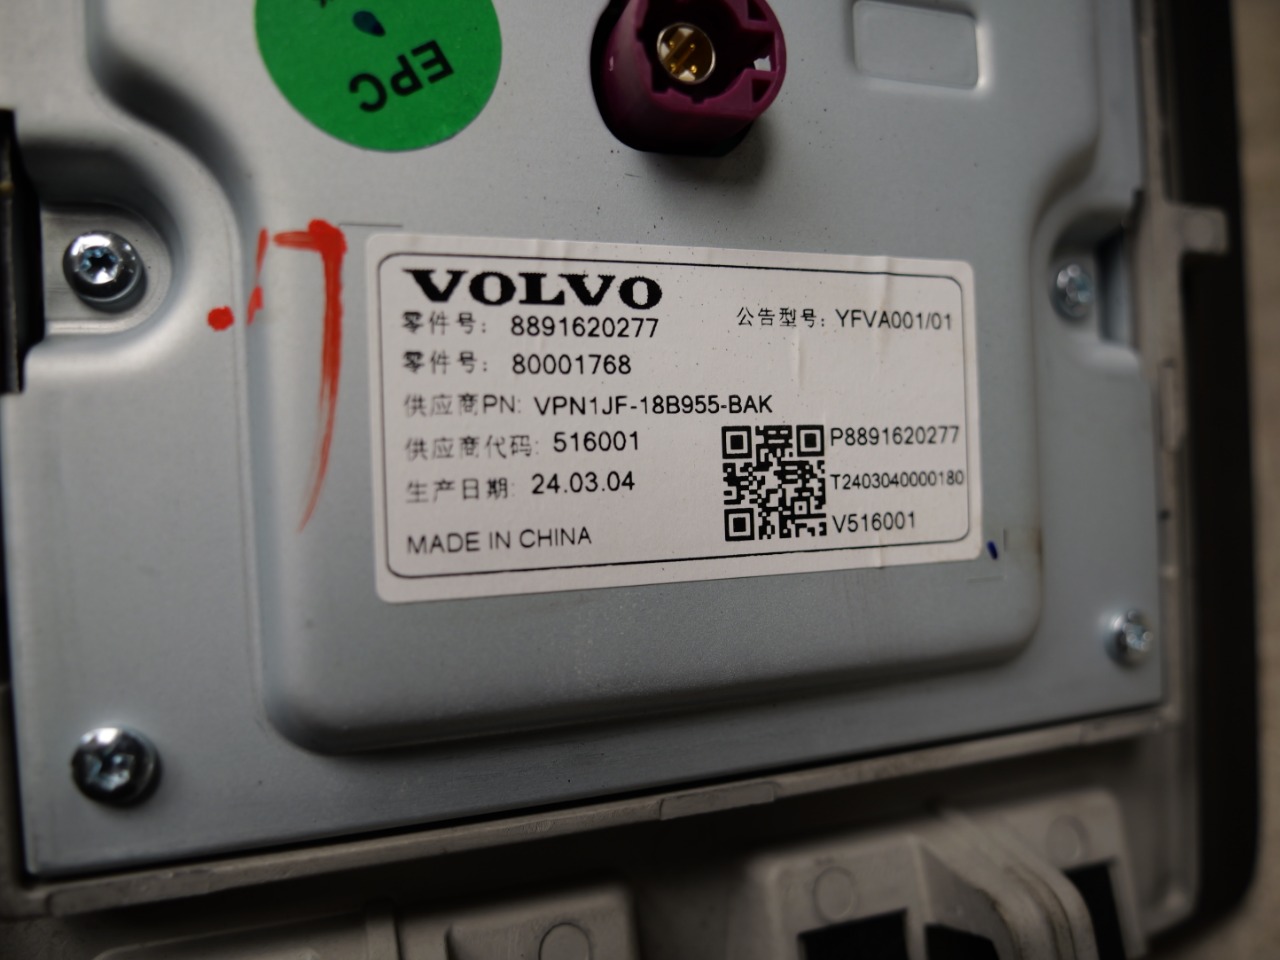 EPC
VOLVO
零件号: 8891620277
公告型号: YFVA001/01
零件号: 80001768
供应商PN: VPN1JF-18B955-BAK
供应商代码: 516001
生产日期: 24.03.04
MADE IN CHINA
P8891620277
T2403040000180
V516001